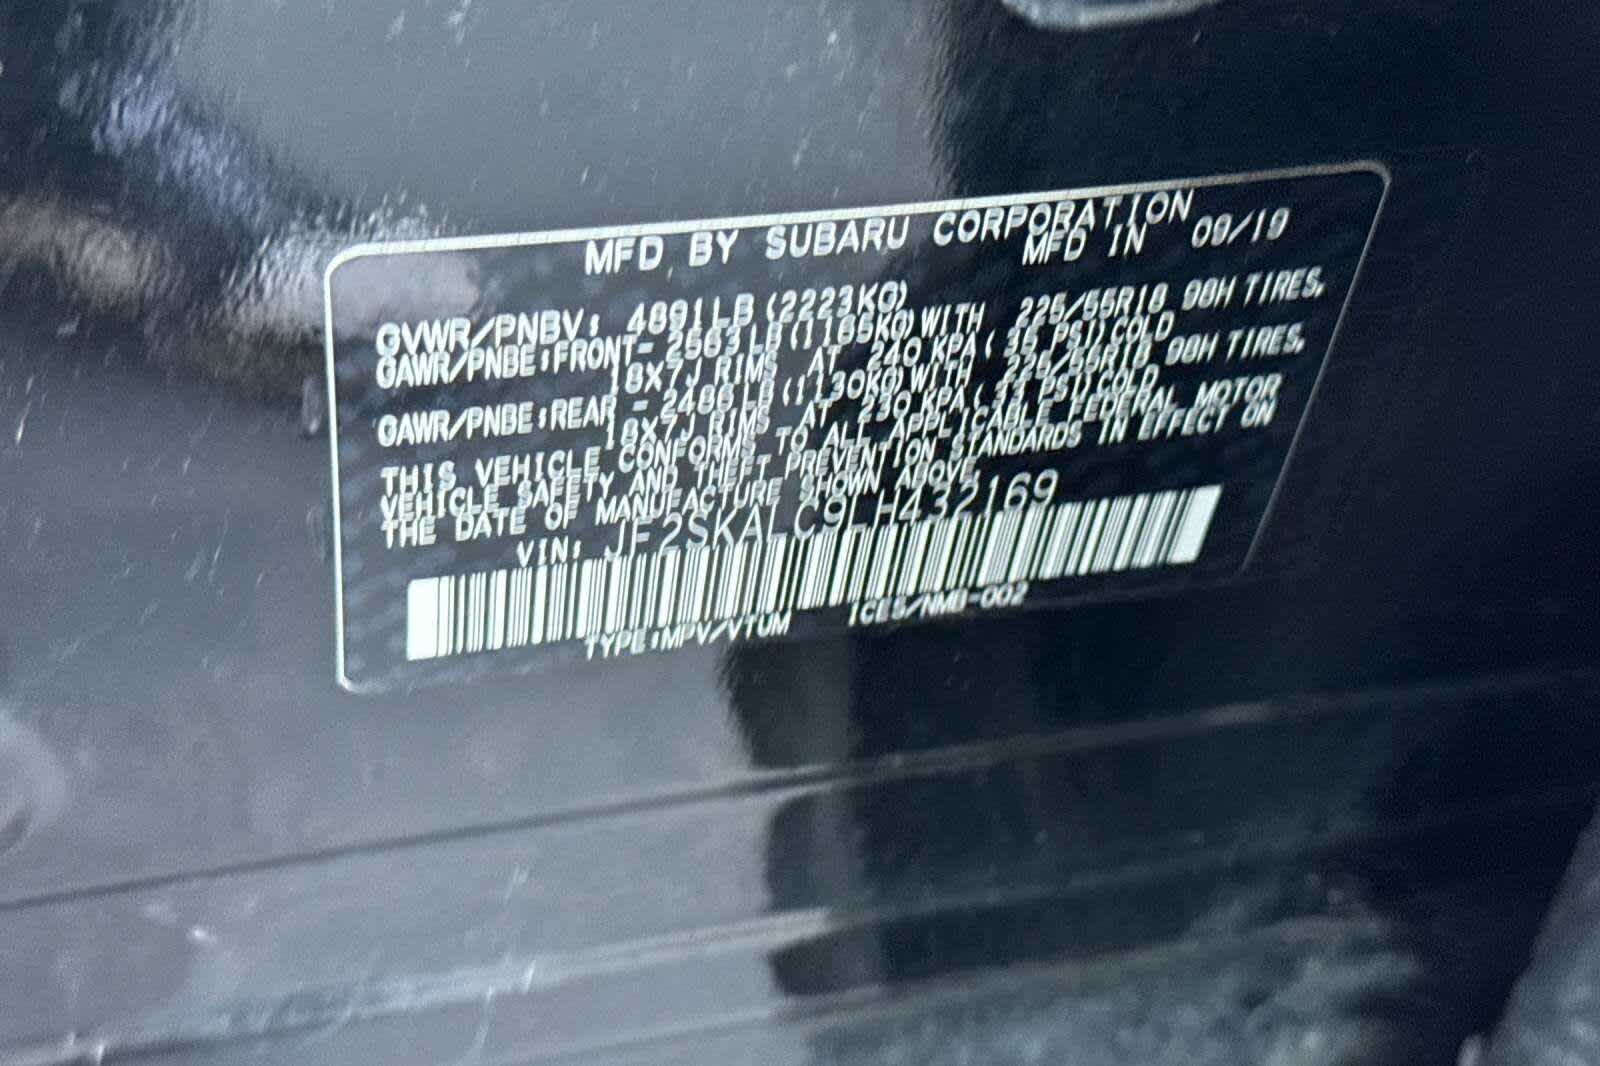 MFD BY SUBARU CORPORATION
MFD IN 09/19
GVWR/PNBV: 4891LB(2223KG)
GAWR/PNBE:FRONT- 2563LB(1165KG)WITH 225/55R18 98H TIRES,
18X7J RIMS AT 240 KPA( 35 PSI)COLD
GAWR/PNBE:REAR - 2486LB(1130KG)WITH 225/55R18 98H TIRES,
18X7J RIMS AT 230 KPA( 33 PSI)COLD
THIS VEHICLE CONFORMS TO ALL APPLICABLE FEDERAL MOTOR
VEHICLE SAFETY AND THEFT PREVENTION STANDARDS IN EFFECT ON
THE DATE OF MANUFACTURE SHOWN ABOVE.
VIN: JF2SKALC9LH432169
TYPE:MPV/VTUM ICES/NMB-002